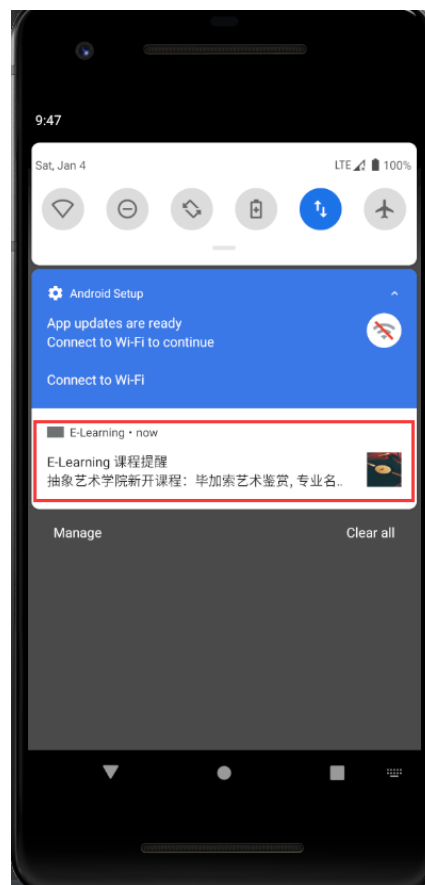 9:47
Sat, Jan 4 LTE 100%
Android Setup
App updates are ready
Connect to Wi-Fi to continue
Connect to Wi-Fi
E-Learning • now
E-Learning 课程提醒
抽象艺术学院新开课程：毕加索艺术鉴赏, 专业名..
Manage Clear all